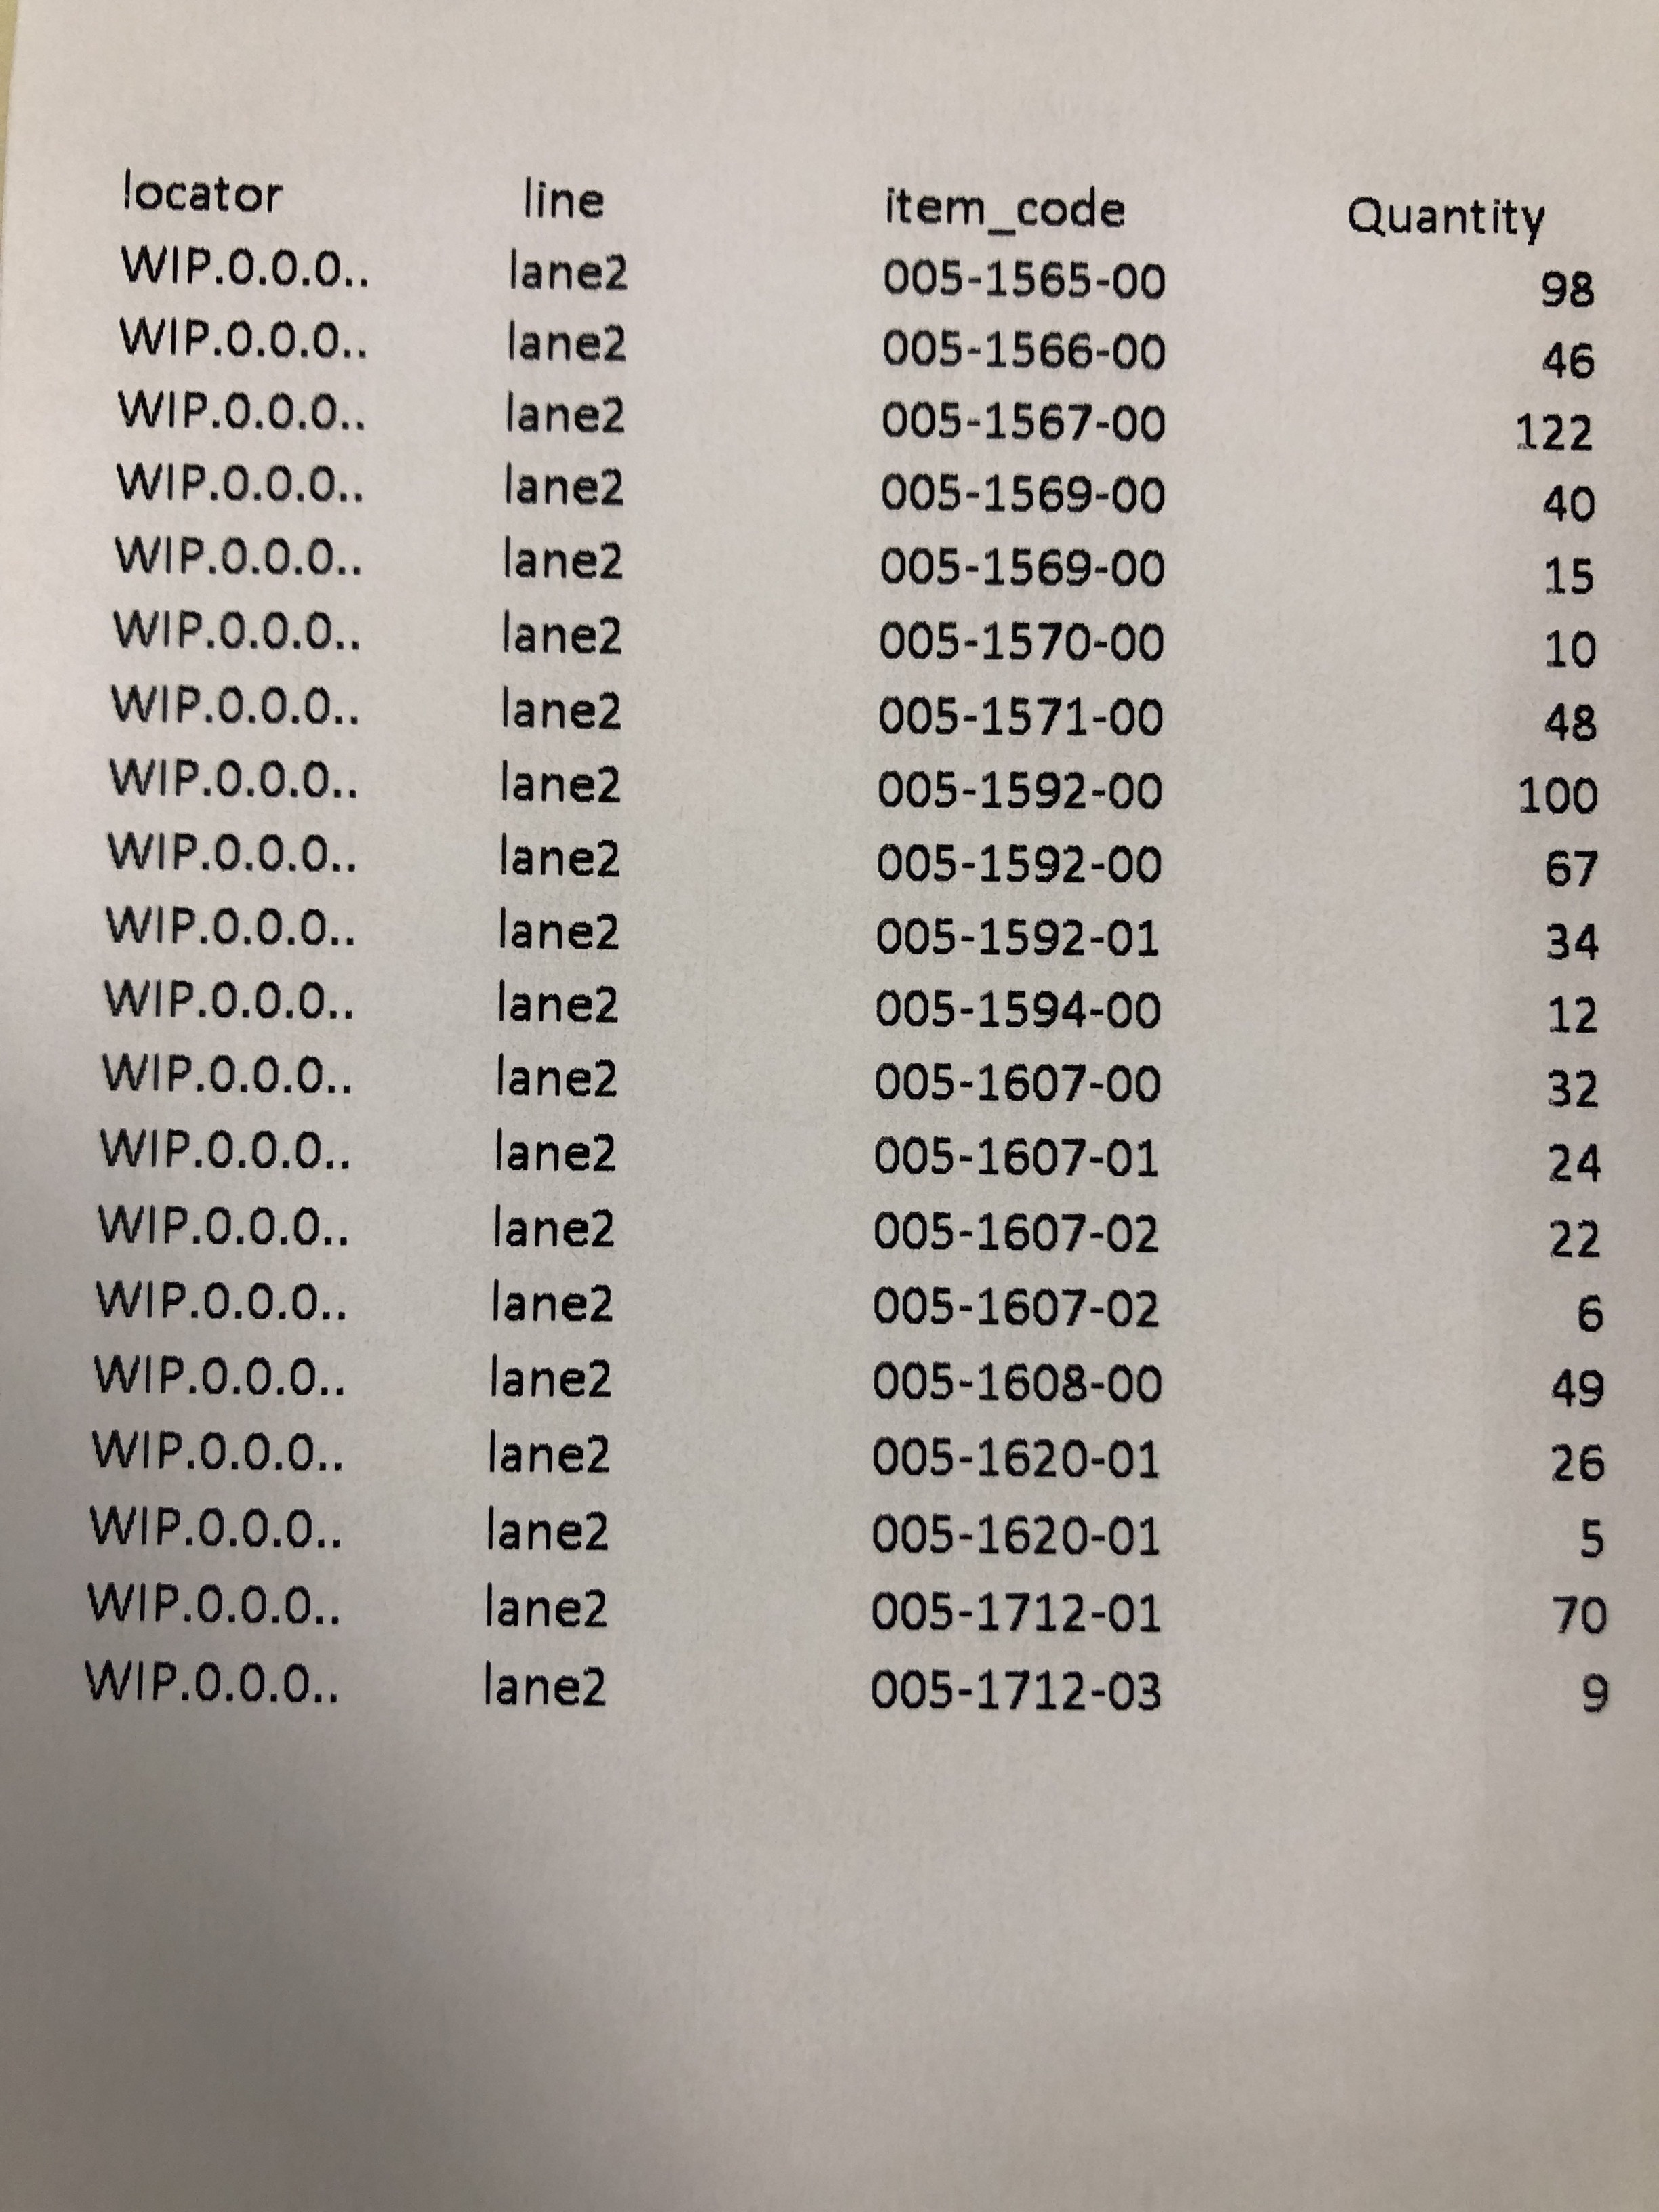 locator line item_code Quantity
WIP.0.0.0.. lane2 005-1565-00 98
WIP.0.0.0.. lane2 005-1566-00 46
WIP.0.0.0.. lane2 005-1567-00 122
WIP.0.0.0.. lane2 005-1569-00 40
WIP.0.0.0.. lane2 005-1569-00 15
WIP.0.0.0.. lane2 005-1570-00 10
WIP.0.0.0.. lane2 005-1571-00 48
WIP.0.0.0.. lane2 005-1592-00 100
WIP.0.0.0.. lane2 005-1592-00 67
WIP.0.0.0.. lane2 005-1592-01 34
WIP.0.0.0.. lane2 005-1594-00 12
WIP.0.0.0.. lane2 005-1607-00 32
WIP.0.0.0.. lane2 005-1607-01 24
WIP.0.0.0.. lane2 005-1607-02 22
WIP.0.0.0.. lane2 005-1607-02 6
WIP.0.0.0.. lane2 005-1608-00 49
WIP.0.0.0.. lane2 005-1620-01 26
WIP.0.0.0.. lane2 005-1620-01 5
WIP.0.0.0.. lane2 005-1712-01 70
WIP.0.0.0.. lane2 005-1712-03 9